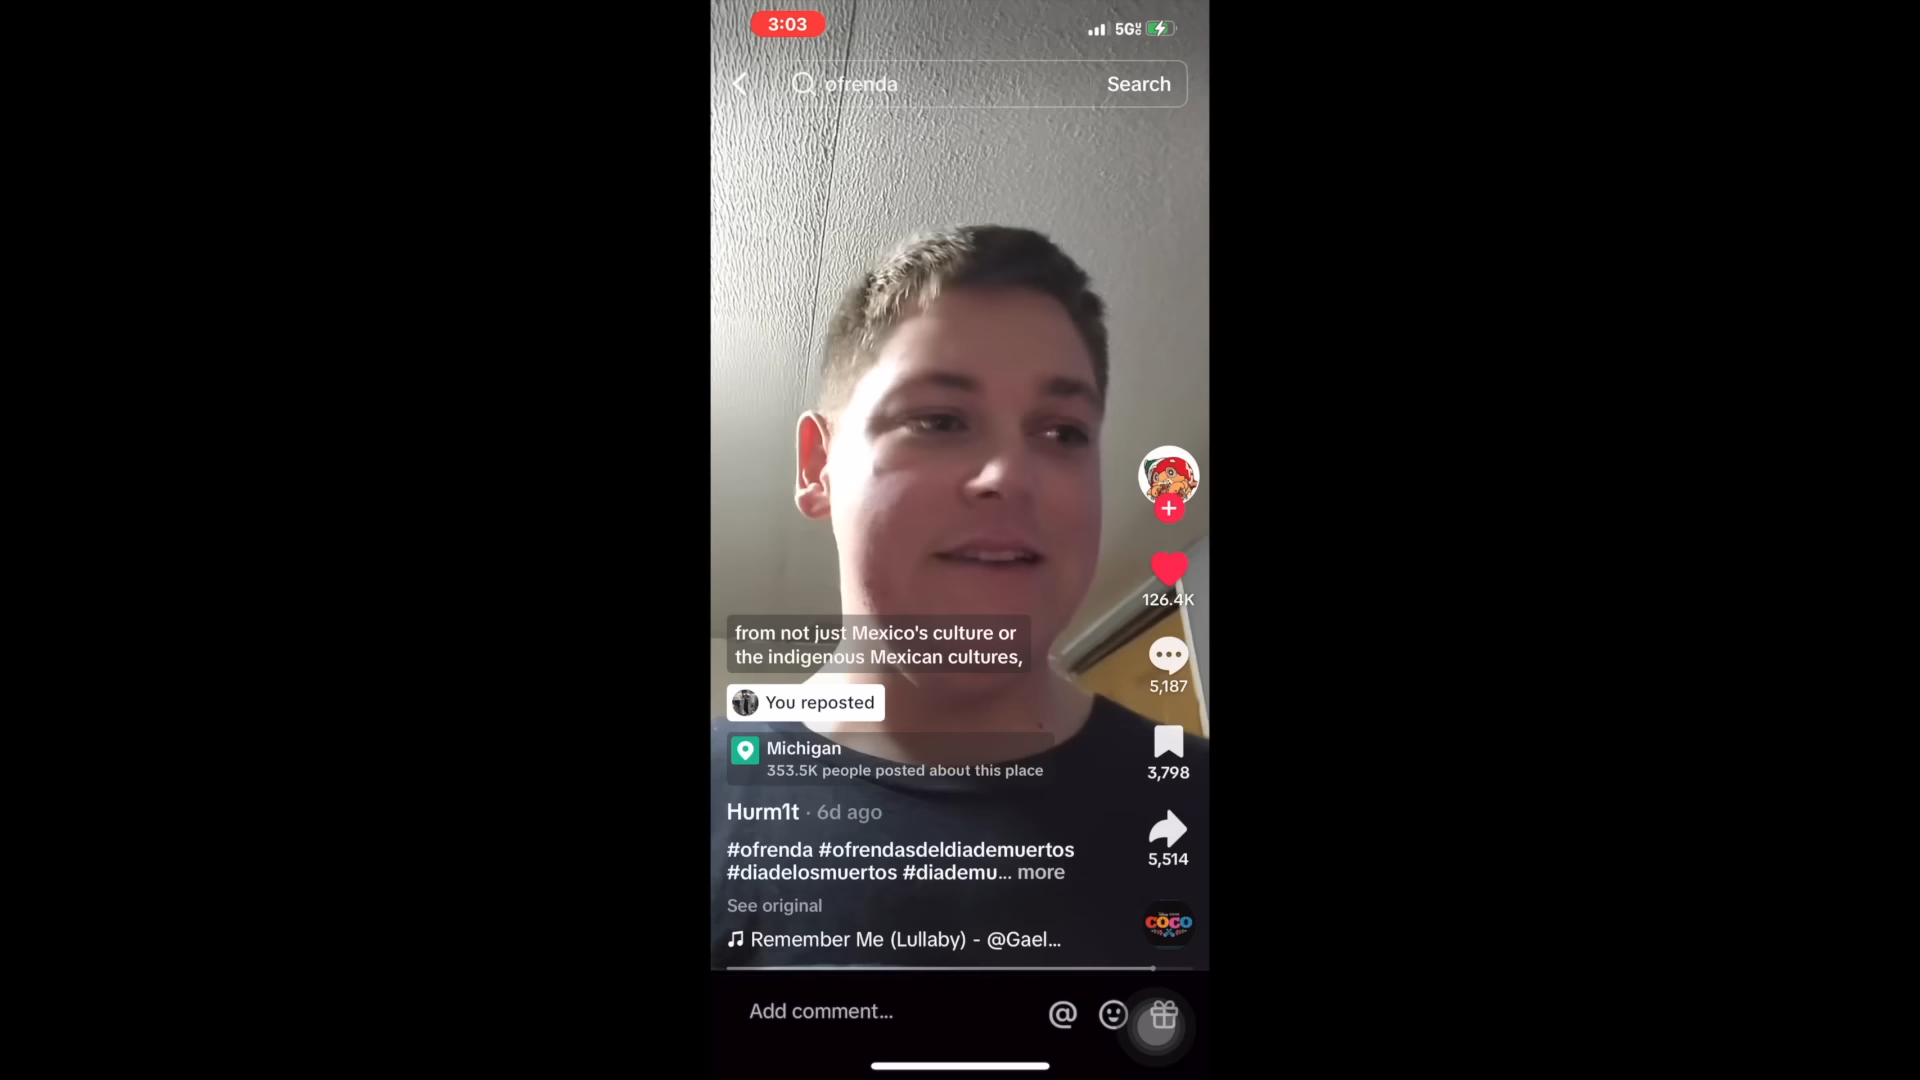 3:03
5G
ofrenda
Search
126.4K
from not just Mexico's culture or
the indigenous Mexican cultures,
5,187
You reposted
Michigan
353.5K people posted about this place
3,798
Hurm1t · 6d ago
#ofrenda #ofrendasdeldiademuertos
#diadelosmuertos #diademu... more
5,514
See original
COCO
Remember Me (Lullaby) - @Gael...
Add comment...